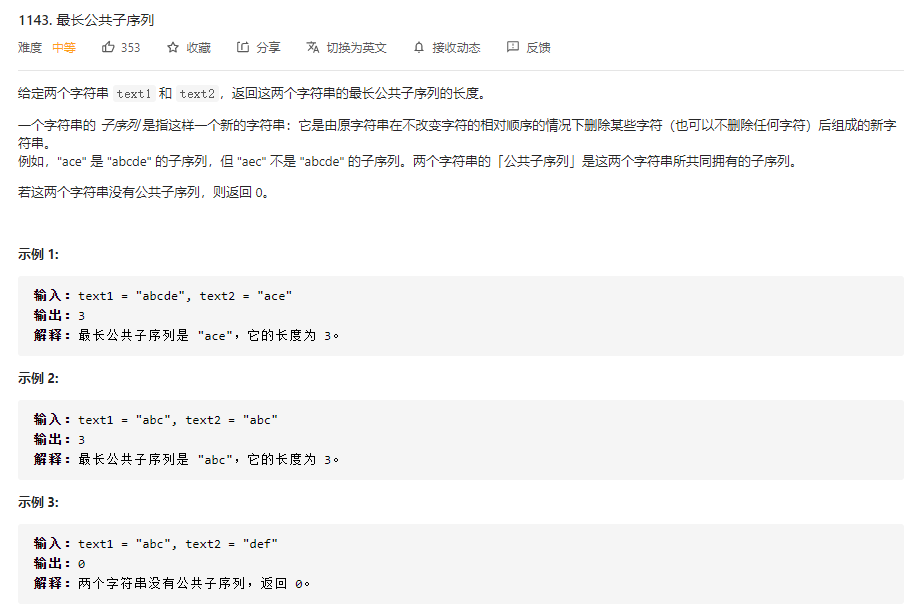 1143. 最长公共子序列
难度 中等 353 收藏 分享 切换为英文 接收动态 反馈
给定两个字符串 text1 和 text2，返回这两个字符串的最长公共子序列的长度。
一个字符串的 子序列 是指这样一个新的字符串：它是由原字符串在不改变字符的相对顺序的情况下删除某些字符（也可以不删除任何字符）后组成的新字
符串。
例如，"ace" 是 "abcde" 的子序列，但 "aec" 不是 "abcde" 的子序列。两个字符串的「公共子序列」是这两个字符串所共同拥有的子序列。
若这两个字符串没有公共子序列，则返回 0。
示例 1:
输入：text1 = "abcde", text2 = "ace"
输出：3
解释：最长公共子序列是 "ace"，它的长度为 3。
示例 2:
输入：text1 = "abc", text2 = "abc"
输出：3
解释：最长公共子序列是 "abc"，它的长度为 3。
示例 3:
输入：text1 = "abc", text2 = "def"
输出：0
解释：两个字符串没有公共子序列，返回 0。